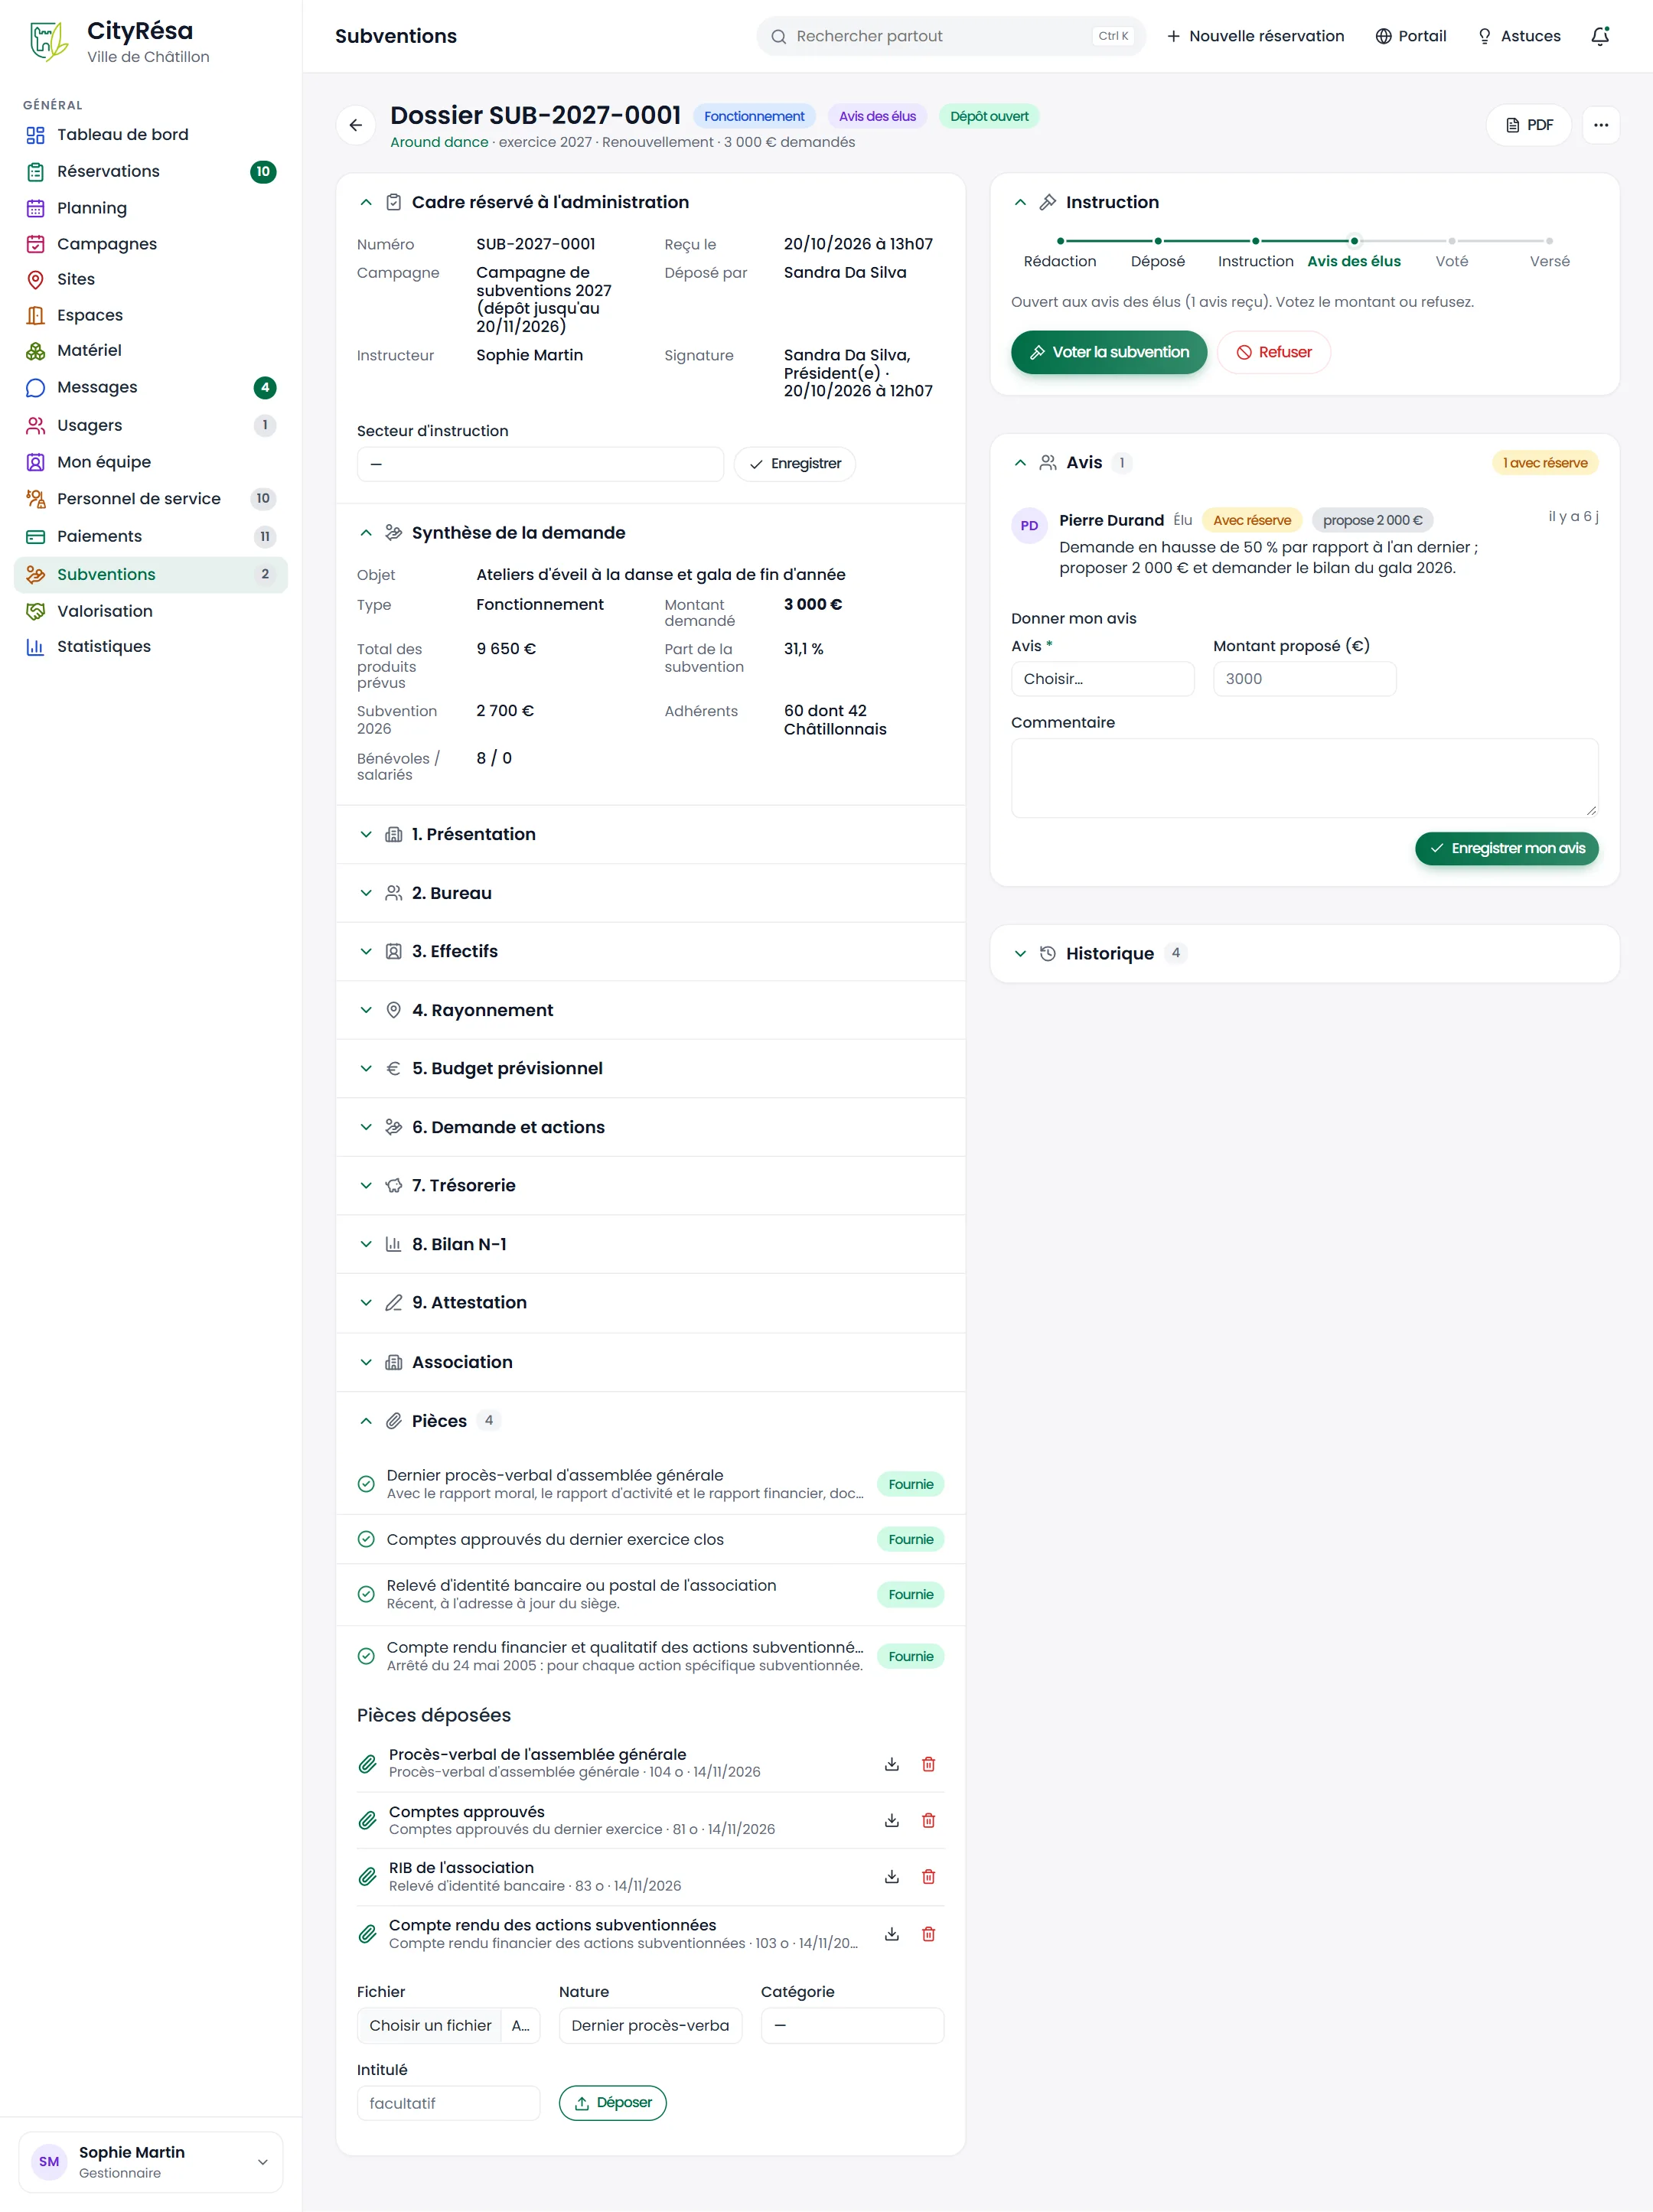 CityRésa
Ville de Châtillon
GÉNÉRAL
Tableau de bord
Réservations 10
Planning
Campagnes
Sites
Espaces
Matériel
Messages 4
Usagers 1
Mon équipe
Personnel de service 10
Paiements 11
Subventions 2
Valorisation
Statistiques
SM
Sophie Martin
Gestionnaire
Subventions
Rechercher partout Ctrl K
Nouvelle réservation
Portail
Astuces
Dossier SUB-2027-0001 Fonctionnement Avis des élus Dépôt ouvert
Around dance · exercice 2027 · Renouvellement · 3 000 € demandés
PDF
Cadre réservé à l'administration
Numéro SUB-2027-0001 Reçu le 20/10/2026 à 13h07
Campagne Campagne de Déposé par Sandra Da Silva
subventions 2027
(dépôt jusqu'au
20/11/2026)
Instructeur Sophie Martin Signature Sandra Da Silva,
Président(e) ·
20/10/2026 à 12h07
Secteur d'instruction
— Enregistrer
Synthèse de la demande
Objet Ateliers d'éveil à la danse et gala de fin d'année
Type Fonctionnement Montant 3 000 €
demandé
Total des 9 650 € Part de la 31,1 %
produits subvention
prévus
Subvention 2 700 € Adhérents 60 dont 42
2026 Châtillonnais
Bénévoles / 8 / 0
salariés
1. Présentation
2. Bureau
3. Effectifs
4. Rayonnement
5. Budget prévisionnel
6. Demande et actions
7. Trésorerie
8. Bilan N-1
9. Attestation
Association
Pièces 4
Dernier procès-verbal d'assemblée générale
Avec le rapport moral, le rapport d'activité et le rapport financier, doc…
Fournie
Comptes approuvés du dernier exercice clos Fournie
Relevé d'identité bancaire ou postal de l'association
Récent, à l'adresse à jour du siège.
Fournie
Compte rendu financier et qualitatif des actions subventionné…
Arrêté du 24 mai 2005 : pour chaque action spécifique subventionnée.
Fournie
Pièces déposées
Procès-verbal de l'assemblée générale
Procès-verbal d'assemblée générale · 104 o · 14/11/2026
Comptes approuvés
Comptes approuvés du dernier exercice · 81 o · 14/11/2026
RIB de l'association
Relevé d'identité bancaire · 83 o · 14/11/2026
Compte rendu des actions subventionnées
Compte rendu financier des actions subventionnées · 103 o · 14/11/20…
Fichier Nature Catégorie
Choisir un fichier A… Dernier procès-verba —
Intitulé
facultatif Déposer
Instruction
Rédaction Déposé Instruction Avis des élus Voté Versé
Ouvert aux avis des élus (1 avis reçu). Votez le montant ou refusez.
Voter la subvention Refuser
Avis 1 1 avec réserve
PD Pierre Durand Élu Avec réserve propose 2 000 € il y a 6 j
Demande en hausse de 50 % par rapport à l'an dernier ;
proposer 2 000 € et demander le bilan du gala 2026.
Donner mon avis
Avis * Montant proposé (€)
Choisir… 3000
Commentaire
Enregistrer mon avis
Historique 4